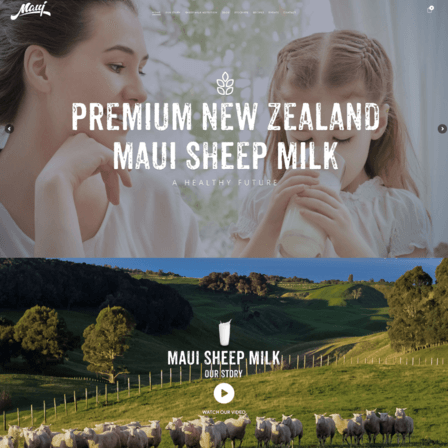 Maui
PREMIUM NEW ZEALAND
MAUI SHEEP MILK
A HEALTHY FUTURE
MAUI SHEEP MILK
OUR STORY
WATCH OUR VIDEO